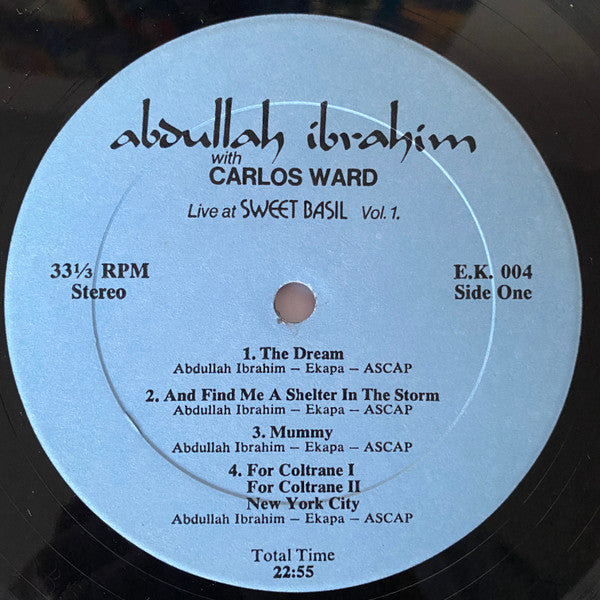 abdullah ibrahim
with
CARLOS WARD
Live at SWEET BASIL Vol. 1.
33⅓ RPM
Stereo
E.K. 004
Side One
1. The Dream
Abdullah Ibrahim – Ekapa – ASCAP
2. And Find Me A Shelter In The Storm
Abdullah Ibrahim – Ekapa – ASCAP
3. Mummy
Abdullah Ibrahim – Ekapa – ASCAP
4. For Coltrane I
For Coltrane II
New York City
Abdullah Ibrahim – Ekapa – ASCAP
Total Time
22:55